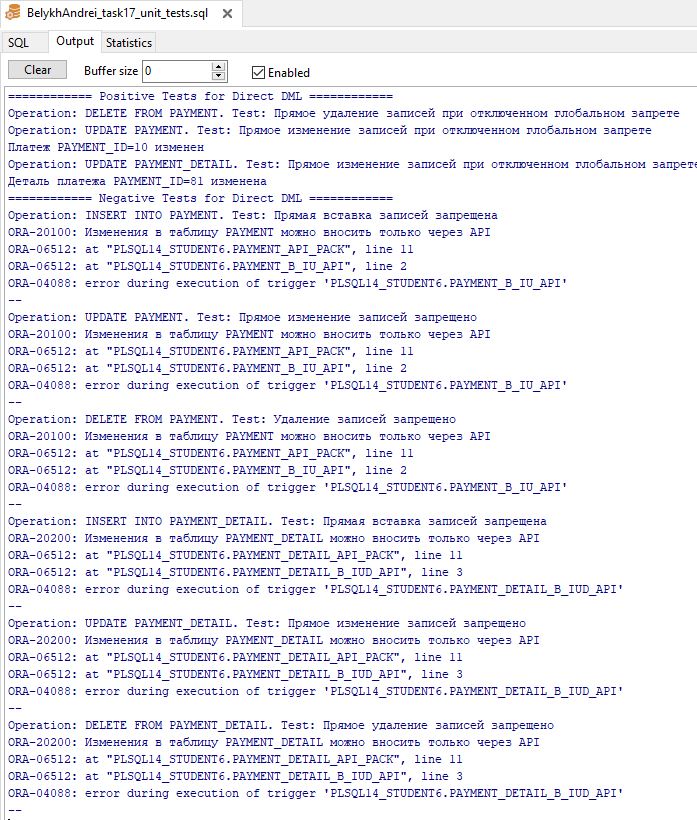 BelykhAndrei_task17_unit_tests.sql
SQL Output Statistics
Clear Buffer size 0 Enabled
============ Positive Tests for Direct DML ============
Operation: DELETE FROM PAYMENT. Test: Прямое удаление записей при отключенном глобальном запрете
Operation: UPDATE PAYMENT. Test: Прямое изменение записей при отключенном глобальном запрете
Платеж PAYMENT_ID=10 изменен
Operation: UPDATE PAYMENT_DETAIL. Test: Прямое изменение записей при отключенном глобальном запрете
Деталь платежа PAYMENT_ID=81 изменена
============ Negative Tests for Direct DML ============
Operation: INSERT INTO PAYMENT. Test: Прямая вставка записей запрещена
ORA-20100: Изменения в таблицу PAYMENT можно вносить только через API
ORA-06512: at "PLSQL14_STUDENT6.PAYMENT_API_PACK", line 11
ORA-06512: at "PLSQL14_STUDENT6.PAYMENT_B_IU_API", line 2
ORA-04088: error during execution of trigger 'PLSQL14_STUDENT6.PAYMENT_B_IU_API'
--
Operation: UPDATE PAYMENT. Test: Прямое изменение записей запрещено
ORA-20100: Изменения в таблицу PAYMENT можно вносить только через API
ORA-06512: at "PLSQL14_STUDENT6.PAYMENT_API_PACK", line 11
ORA-06512: at "PLSQL14_STUDENT6.PAYMENT_B_IU_API", line 2
ORA-04088: error during execution of trigger 'PLSQL14_STUDENT6.PAYMENT_B_IU_API'
--
Operation: DELETE FROM PAYMENT. Test: Удаление записей запрещено
ORA-20100: Изменения в таблицу PAYMENT можно вносить только через API
ORA-06512: at "PLSQL14_STUDENT6.PAYMENT_API_PACK", line 11
ORA-06512: at "PLSQL14_STUDENT6.PAYMENT_B_IU_API", line 2
ORA-04088: error during execution of trigger 'PLSQL14_STUDENT6.PAYMENT_B_IU_API'
--
Operation: INSERT INTO PAYMENT_DETAIL. Test: Прямая вставка записей запрещена
ORA-20200: Изменения в таблицу PAYMENT_DETAIL можно вносить только через API
ORA-06512: at "PLSQL14_STUDENT6.PAYMENT_DETAIL_API_PACK", line 11
ORA-06512: at "PLSQL14_STUDENT6.PAYMENT_DETAIL_B_IUD_API", line 3
ORA-04088: error during execution of trigger 'PLSQL14_STUDENT6.PAYMENT_DETAIL_B_IUD_API'
--
Operation: UPDATE PAYMENT_DETAIL. Test: Прямое изменение записей запрещено
ORA-20200: Изменения в таблицу PAYMENT_DETAIL можно вносить только через API
ORA-06512: at "PLSQL14_STUDENT6.PAYMENT_DETAIL_API_PACK", line 11
ORA-06512: at "PLSQL14_STUDENT6.PAYMENT_DETAIL_B_IUD_API", line 3
ORA-04088: error during execution of trigger 'PLSQL14_STUDENT6.PAYMENT_DETAIL_B_IUD_API'
--
Operation: DELETE FROM PAYMENT_DETAIL. Test: Прямое удаление записей запрещено
ORA-20200: Изменения в таблицу PAYMENT_DETAIL можно вносить только через API
ORA-06512: at "PLSQL14_STUDENT6.PAYMENT_DETAIL_API_PACK", line 11
ORA-06512: at "PLSQL14_STUDENT6.PAYMENT_DETAIL_B_IUD_API", line 3
ORA-04088: error during execution of trigger 'PLSQL14_STUDENT6.PAYMENT_DETAIL_B_IUD_API'
--